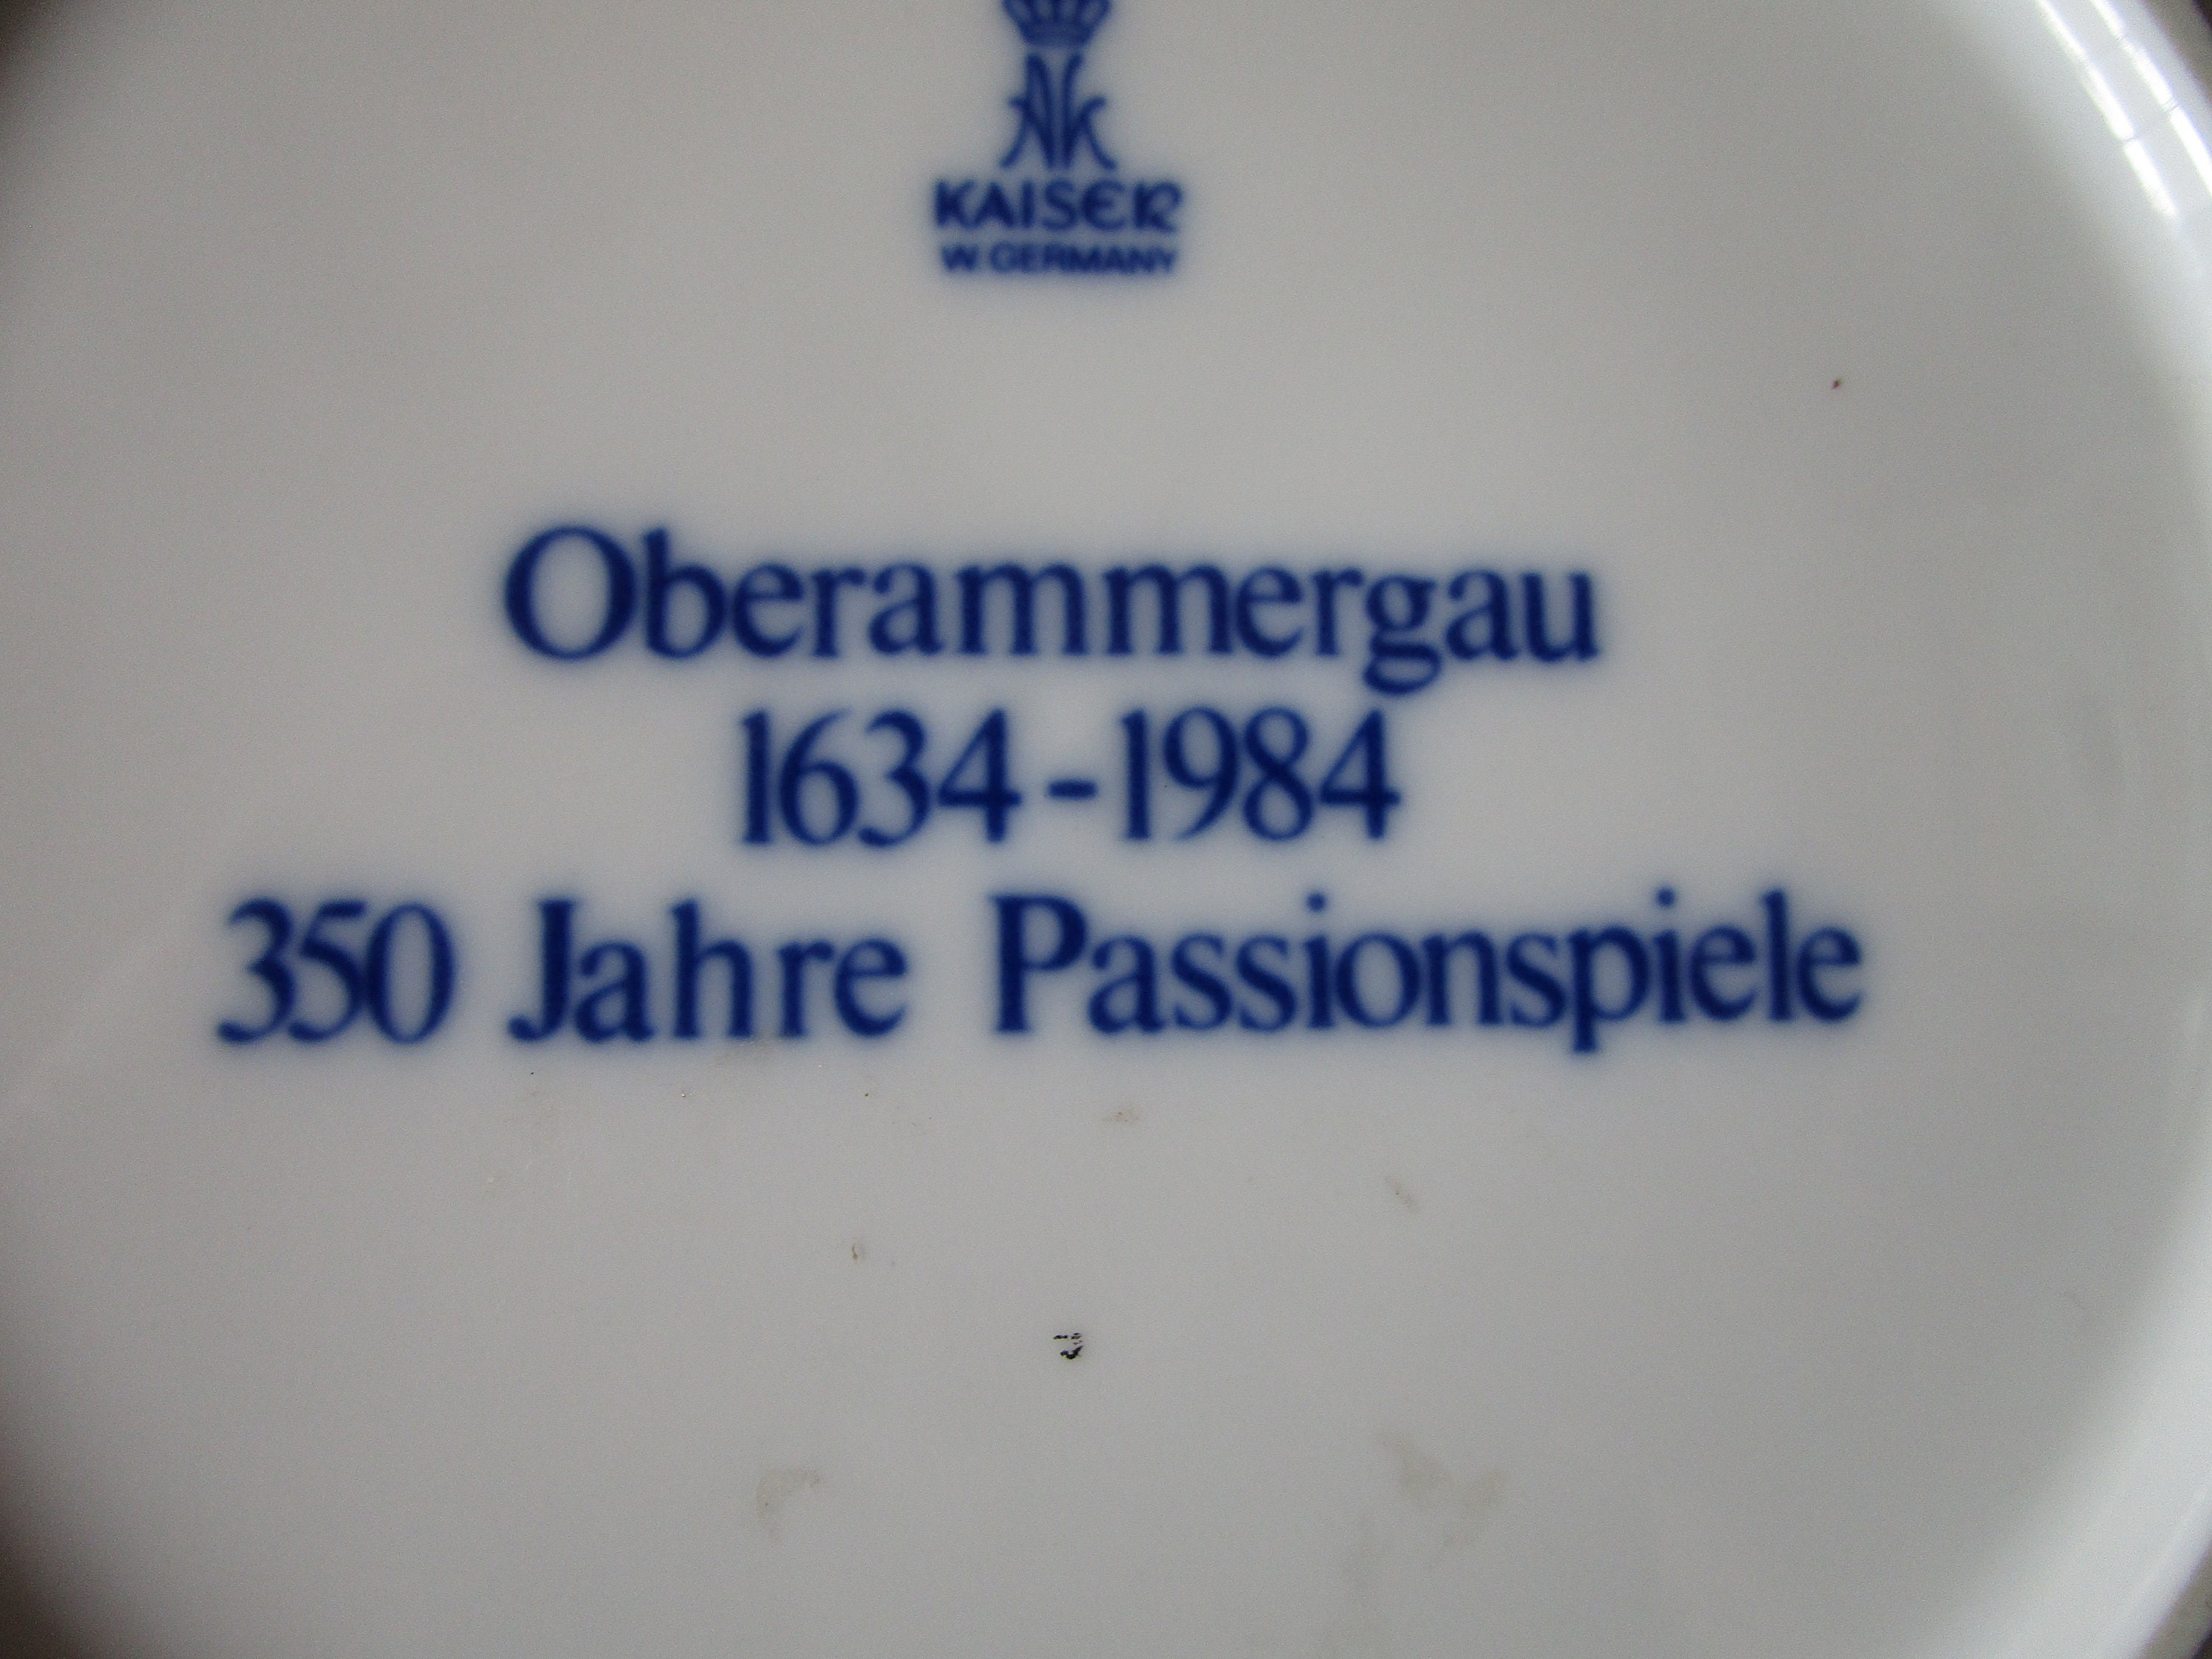 AK
KAISER
W. GERMANY
Oberammergau
1634-1984
350 Jahre Passionspiele